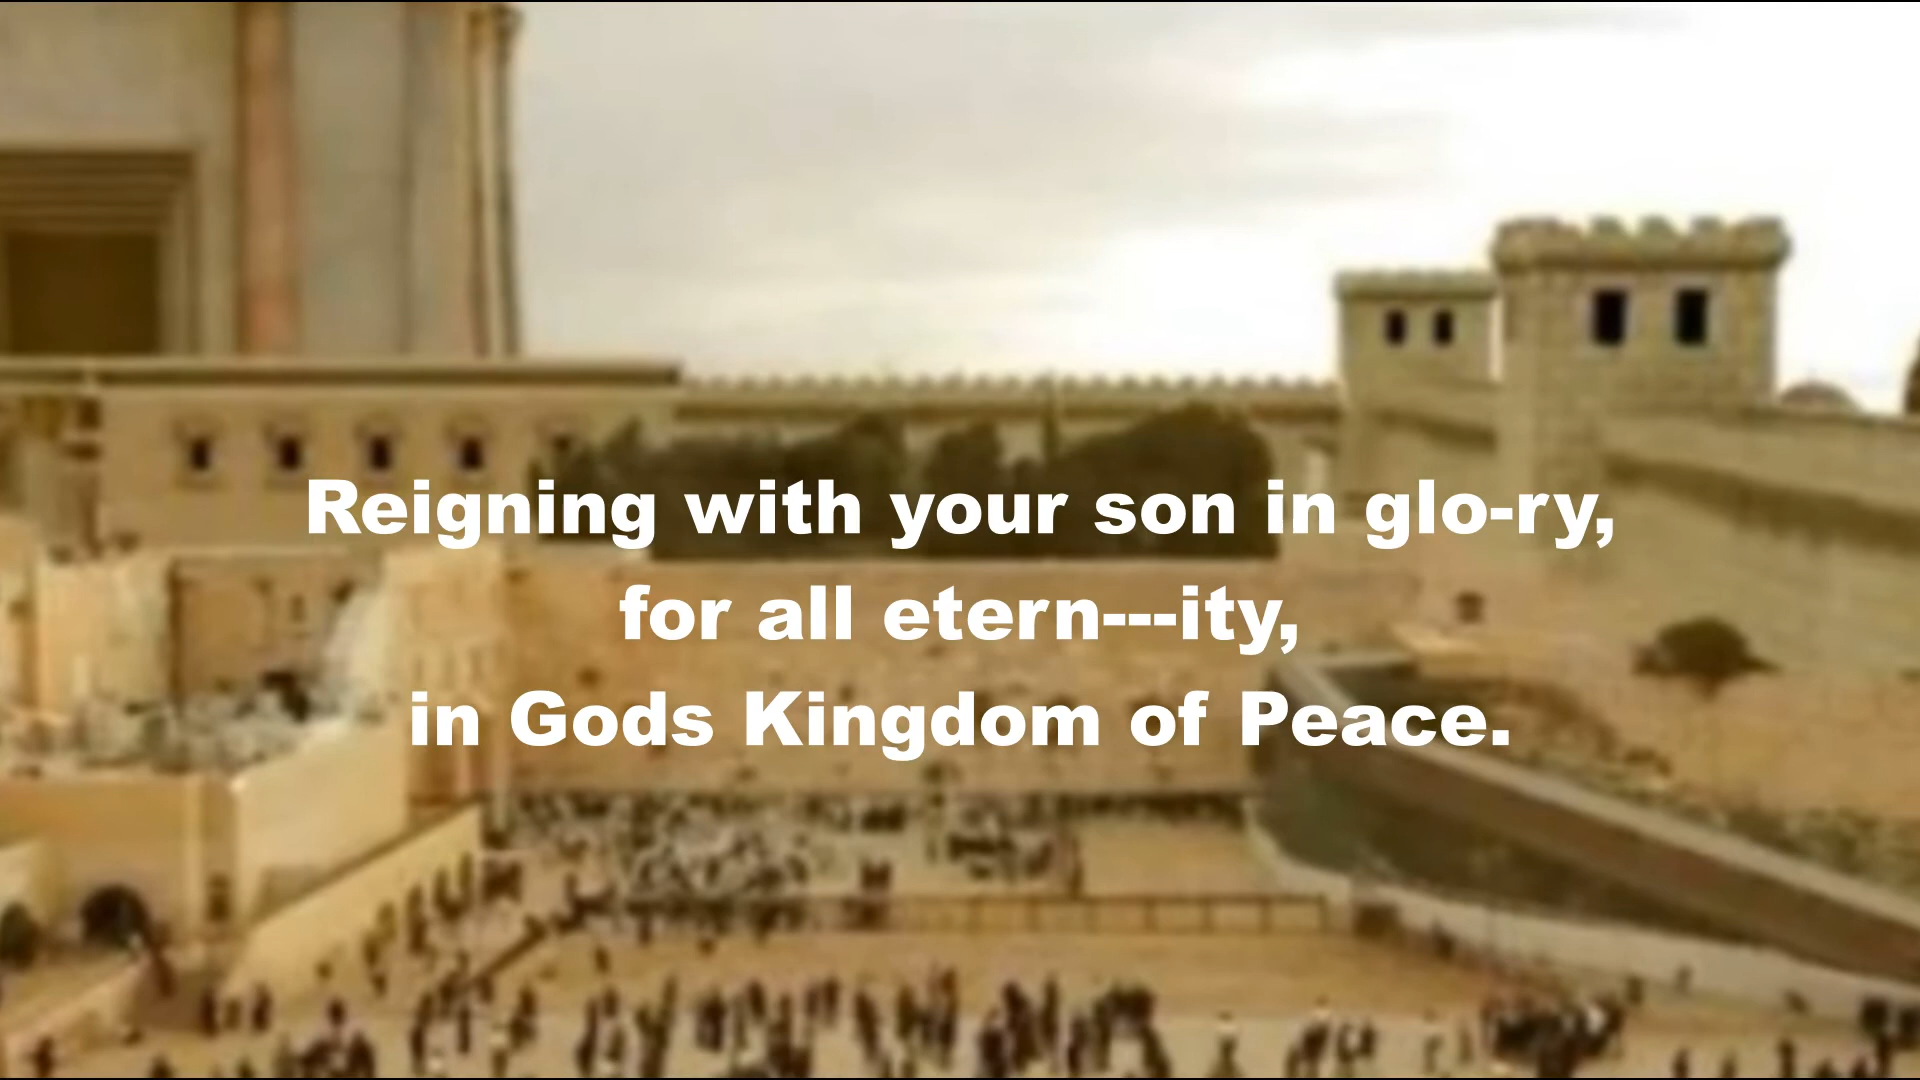 Reigning with your son in glo-ry,
for all etern---ity,
in Gods Kingdom of Peace.